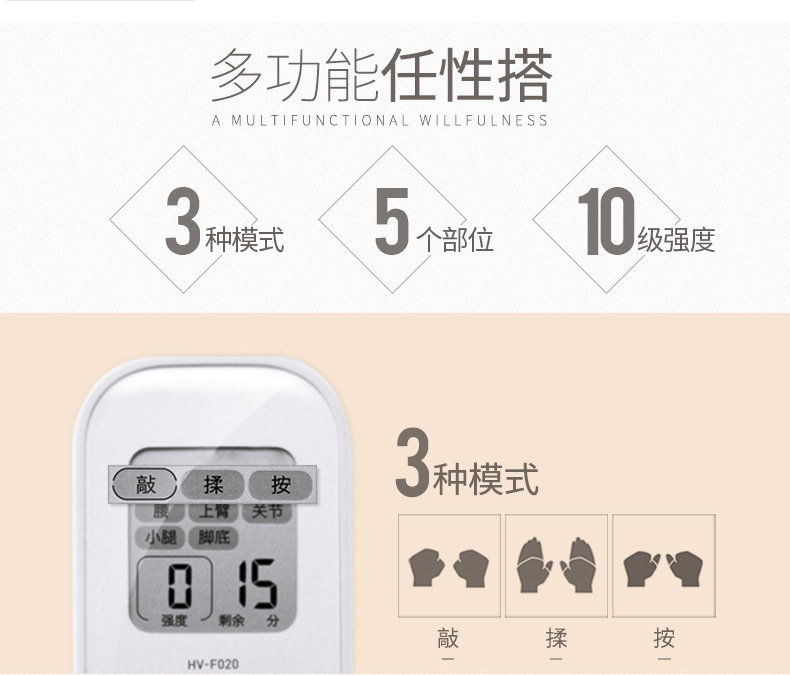 多功能任性搭
A MULTIFUNCTIONAL WILLFULNESS
3种模式
5个部位
10级强度
敲 揉 按
腰 上臂 关节
小腿 脚底
0 15
强度 剩余 分
HV-F020
3种模式
敲 揉 按